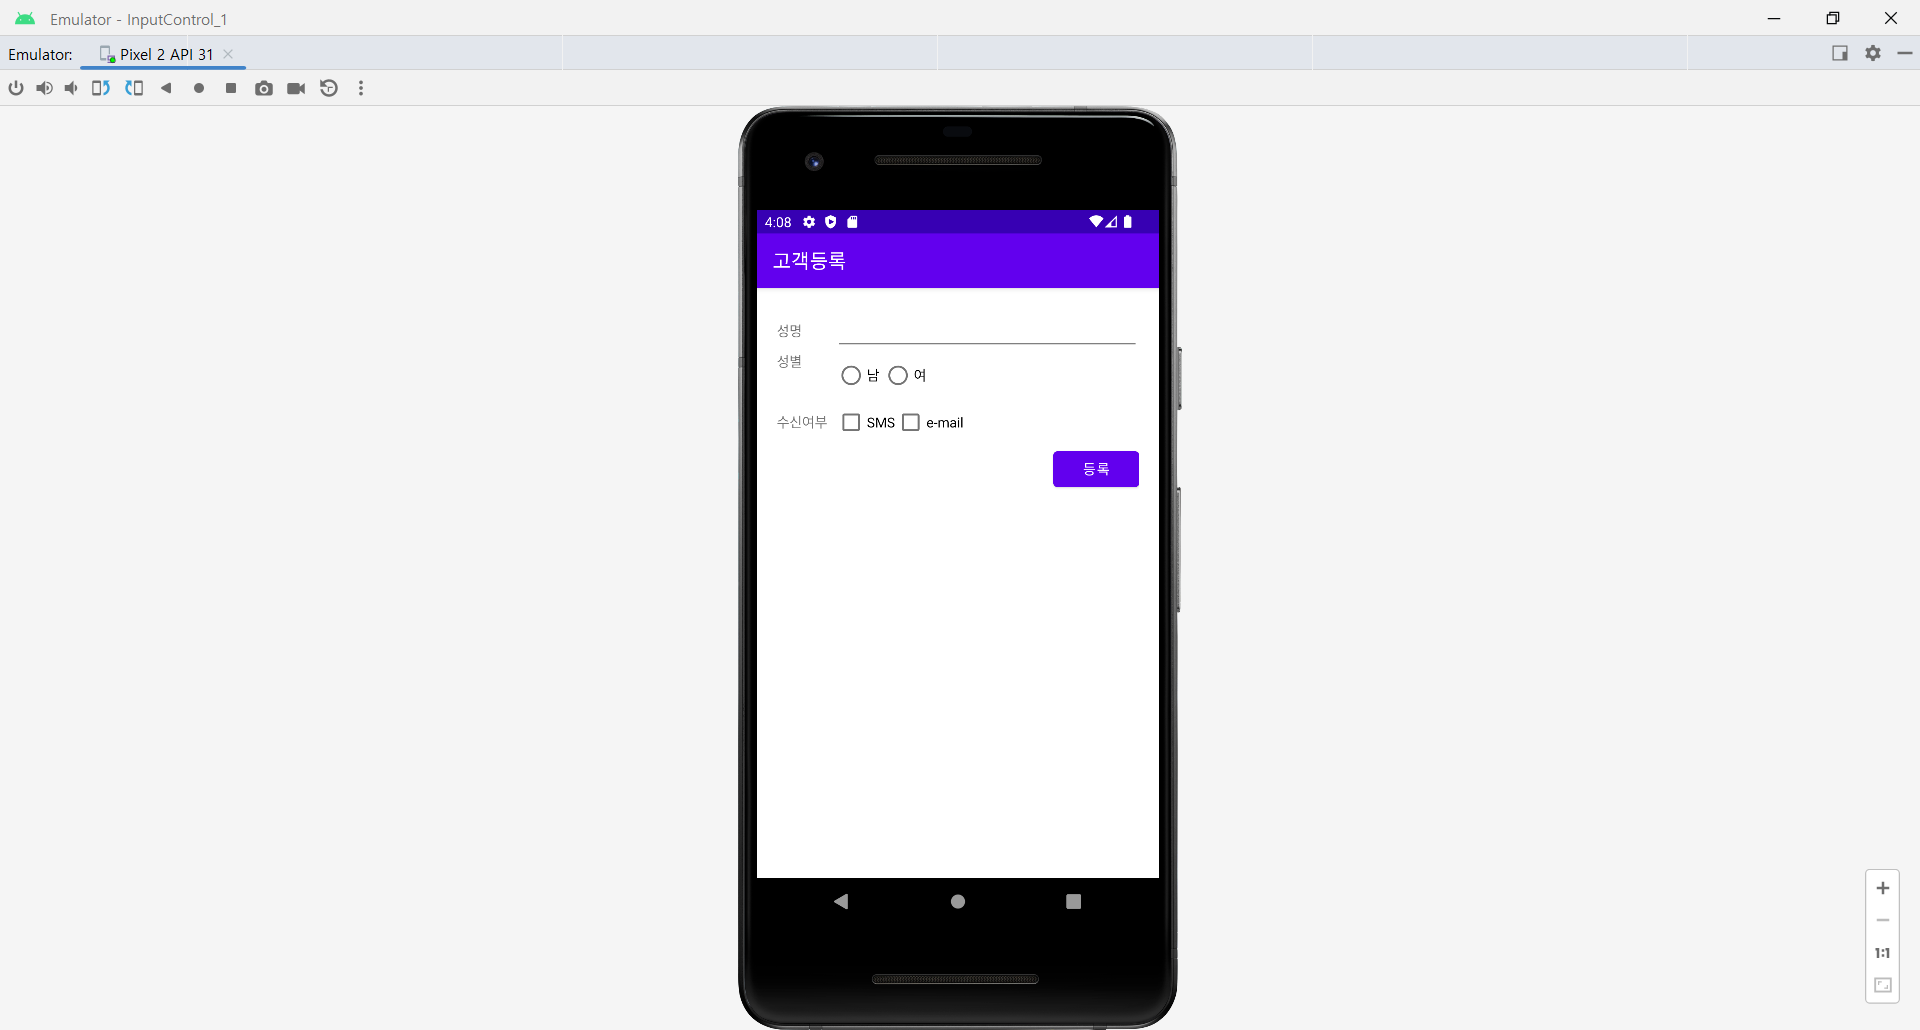 Emulator - InputControl_1
Emulator: Pixel 2 API 31
4:08
고객등록
성명
성별
남 여
수신여부 SMS e-mail
등록
1:1